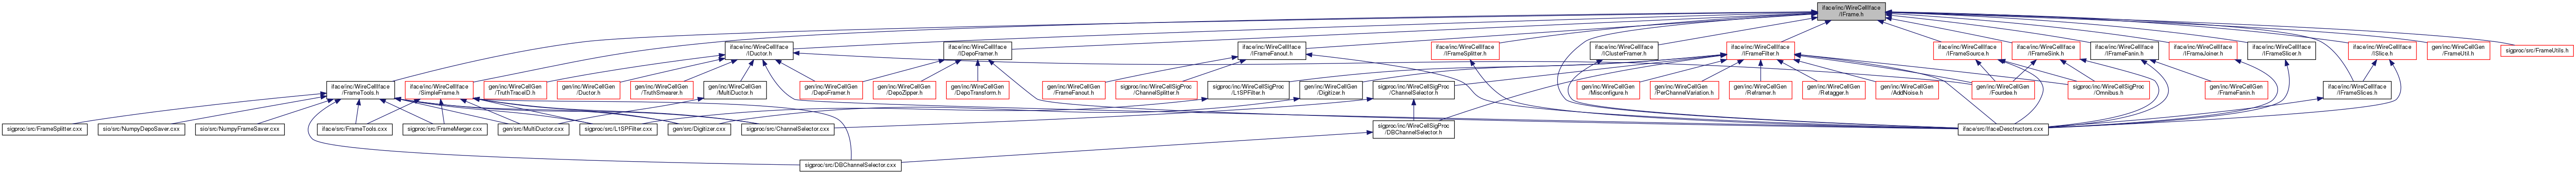 iface/inc/WireCellIface
/IFrame.h
iface/inc/WireCellIface
/IDuctor.h
iface/inc/WireCellIface
/IDepoFramer.h
iface/inc/WireCellIface
/IFrameFanout.h
iface/inc/WireCellIface
/IFrameSplitter.h
iface/inc/WireCellIface
/IClusterFramer.h
iface/inc/WireCellIface
/IFrameFilter.h
iface/inc/WireCellIface
/IFrameSource.h
iface/inc/WireCellIface
/IFrameSink.h
iface/inc/WireCellIface
/IFrameFanin.h
iface/inc/WireCellIface
/IFrameJoiner.h
iface/inc/WireCellIface
/IFrameSlicer.h
iface/inc/WireCellIface
/ISlice.h
gen/inc/WireCellGen
/FrameUtil.h
sigproc/src/FrameUtils.h
iface/inc/WireCellIface
/FrameTools.h
iface/inc/WireCellIface
/SimpleFrame.h
gen/inc/WireCellGen
/TruthTraceID.h
gen/inc/WireCellGen
/Ductor.h
gen/inc/WireCellGen
/TruthSmearer.h
gen/inc/WireCellGen
/MultiDuctor.h
gen/inc/WireCellGen
/DepoFramer.h
gen/inc/WireCellGen
/DepoZipper.h
gen/inc/WireCellGen
/DepoTransform.h
gen/inc/WireCellGen
/FrameFanout.h
sigproc/inc/WireCellSigProc
/ChannelSplitter.h
sigproc/inc/WireCellSigProc
/L1SPFilter.h
gen/inc/WireCellGen
/Digitizer.h
sigproc/inc/WireCellSigProc
/ChannelSelector.h
gen/inc/WireCellGen
/Misconfigure.h
gen/inc/WireCellGen
/PerChannelVariation.h
gen/inc/WireCellGen
/Reframer.h
gen/inc/WireCellGen
/Retagger.h
gen/inc/WireCellGen
/AddNoise.h
gen/inc/WireCellGen
/Fourdee.h
sigproc/inc/WireCellSigProc
/Omnibus.h
gen/inc/WireCellGen
/FrameFanin.h
iface/inc/WireCellIface
/IFrameSlices.h
sigproc/src/FrameSplitter.cxx
sio/src/NumpyDepoSaver.cxx
sio/src/NumpyFrameSaver.cxx
iface/src/FrameTools.cxx
sigproc/src/FrameMerger.cxx
gen/src/MultiDuctor.cxx
sigproc/src/L1SPFilter.cxx
gen/src/Digitizer.cxx
sigproc/src/ChannelSelector.cxx
sigproc/inc/WireCellSigProc
/DBChannelSelector.h
iface/src/IfaceDesctructors.cxx
sigproc/src/DBChannelSelector.cxx